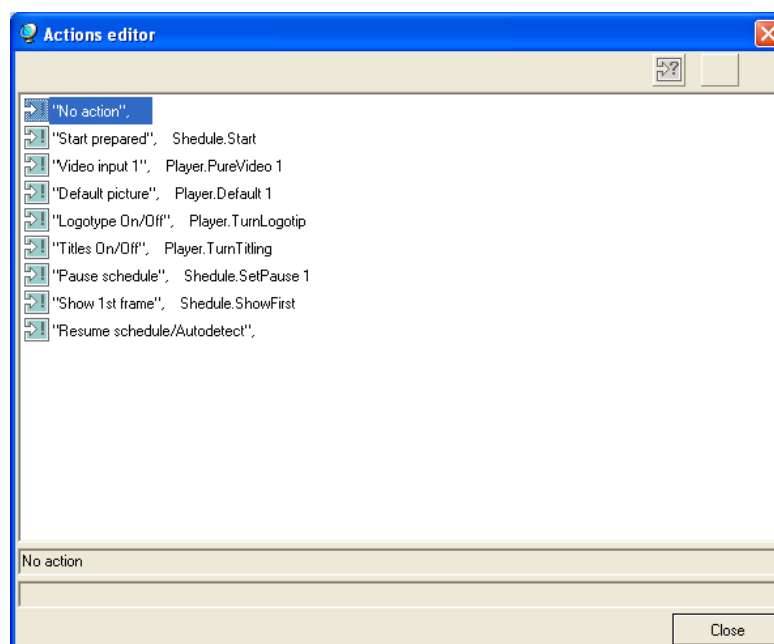 Actions editor
"No action",
"Start prepared", Shedule.Start
"Video input 1", Player.PureVideo 1
"Default picture", Player.Default 1
"Logotype On/Off", Player.TurnLogotip
"Titles On/Off", Player.TurnTitling
"Pause schedule", Shedule.SetPause 1
"Show 1st frame", Shedule.ShowFirst
"Resume schedule/Autodetect",
No action
Close